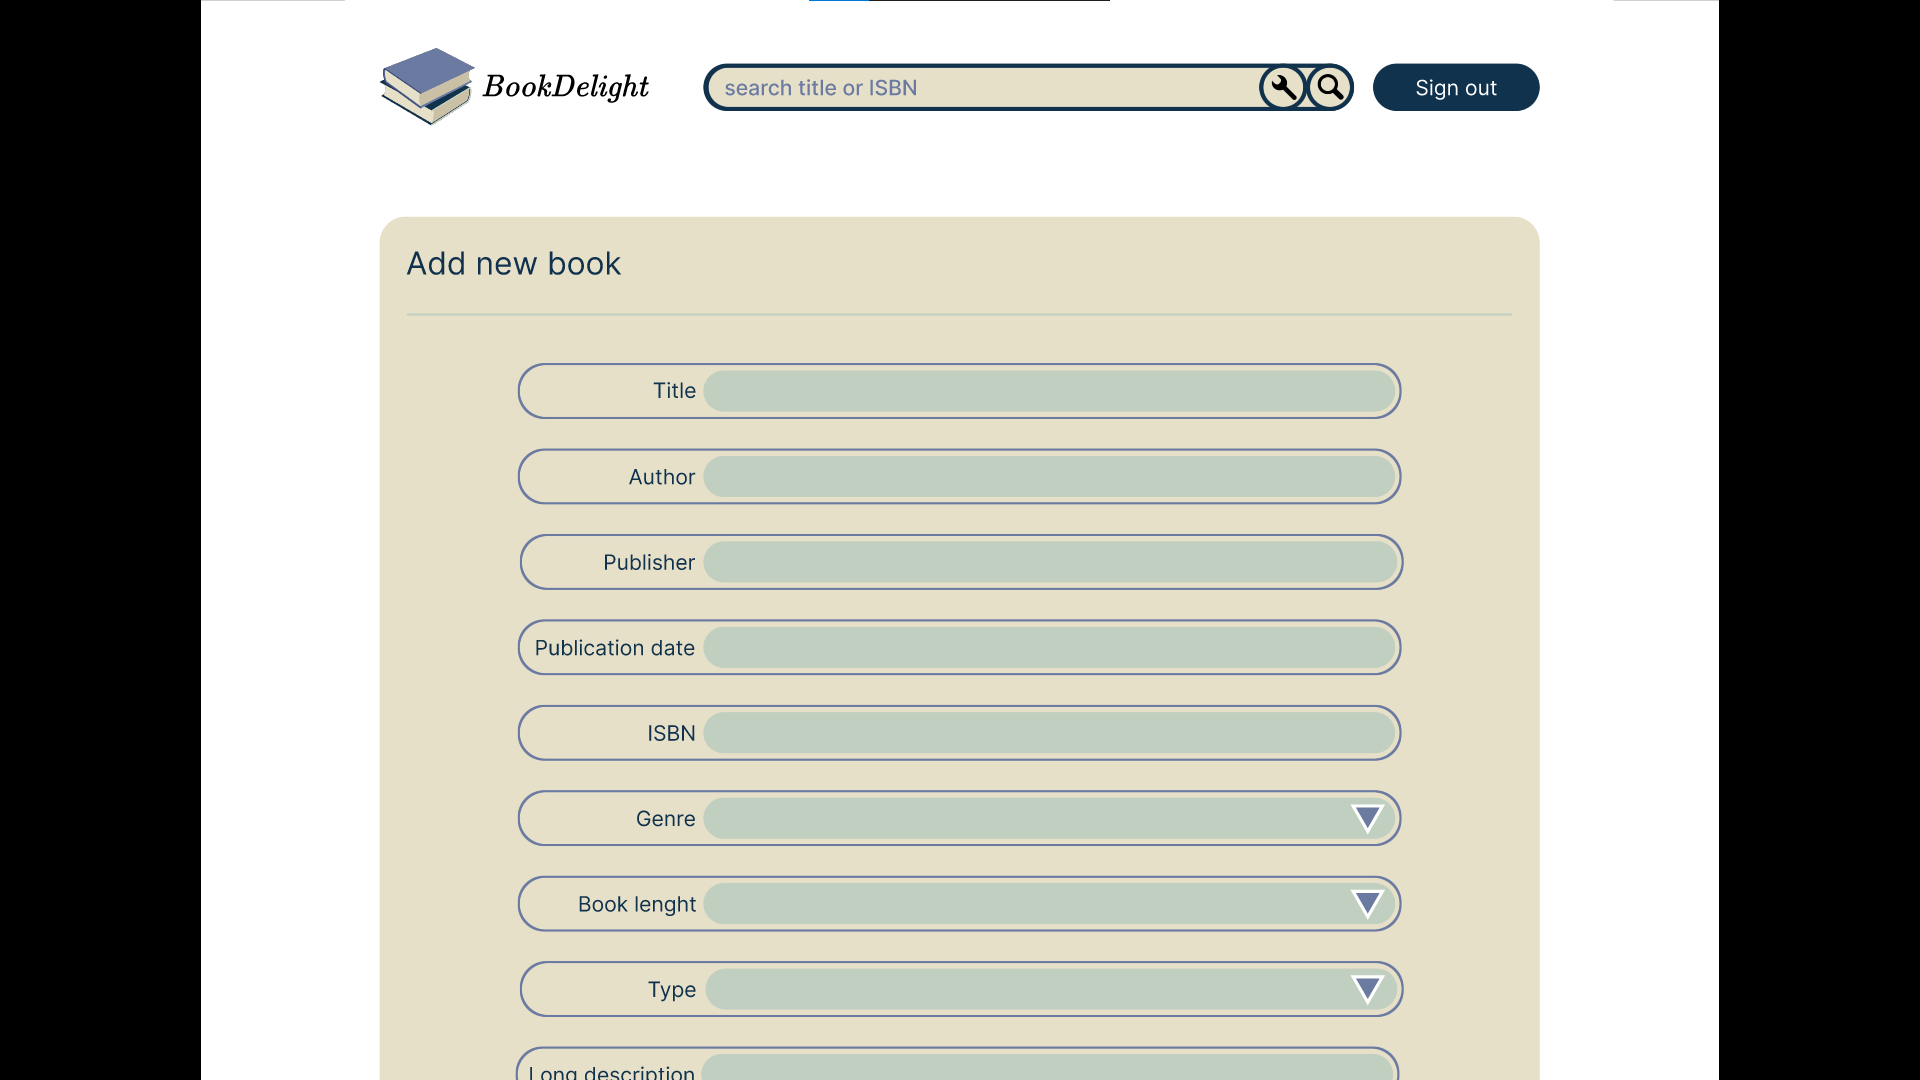 BookDelight
search title or ISBN
Sign out
Add new book
Title
Author
Publisher
Publication date
ISBN
Genre
Book lenght
Type
Long description